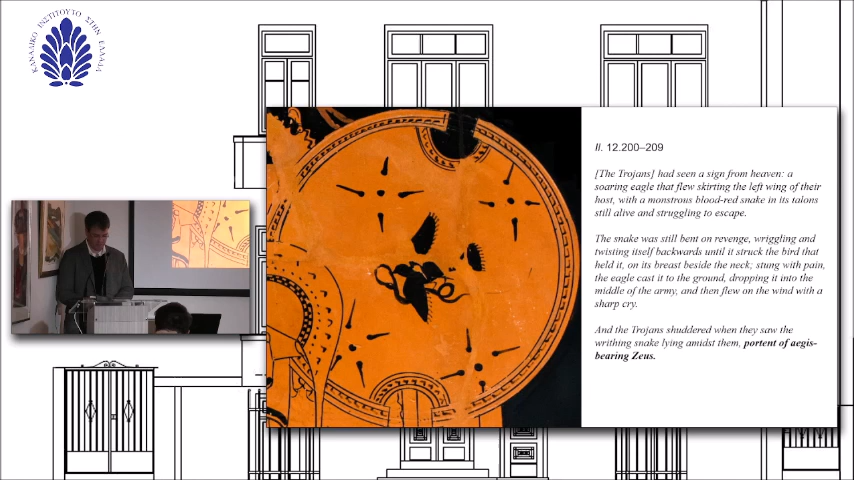 ΚΑΝΑΔΙΚΟ ΙΝΣΤΙΤΟΥΤΟ ΣΤΗΝ ΕΛΛΑΔΑ
Il. 12.200–209
[The Trojans] had seen a sign from heaven: a
soaring eagle that flew skirting the left wing of their
host, with a monstrous blood-red snake in its talons
still alive and struggling to escape.
The snake was still bent on revenge, wriggling and
twisting itself backwards until it struck the bird that
held it, on its breast beside the neck; stung with pain,
the eagle cast it to the ground, dropping it into the
middle of the army, and then flew on the wind with a
sharp cry.
And the Trojans shuddered when they saw the
writhing snake lying amidst them, portent of aegis-
bearing Zeus.